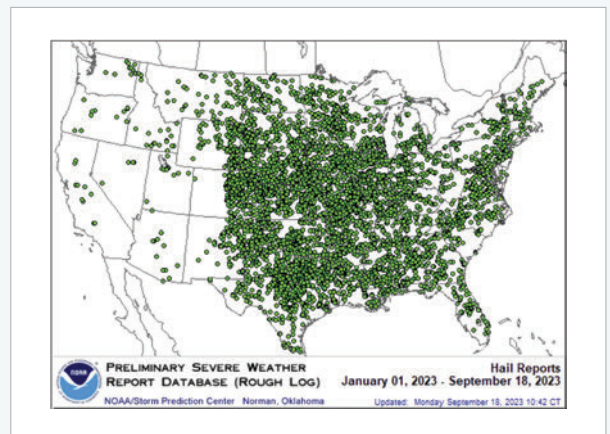 PRELIMINARY SEVERE WEATHER
REPORT DATABASE (ROUGH LOG)
NOAA/Storm Prediction Center Norman, Oklahoma
Hail Reports
January 01, 2023 - September 18, 2023
Updated: Monday September 18, 2023 10:42 CT
NOAA